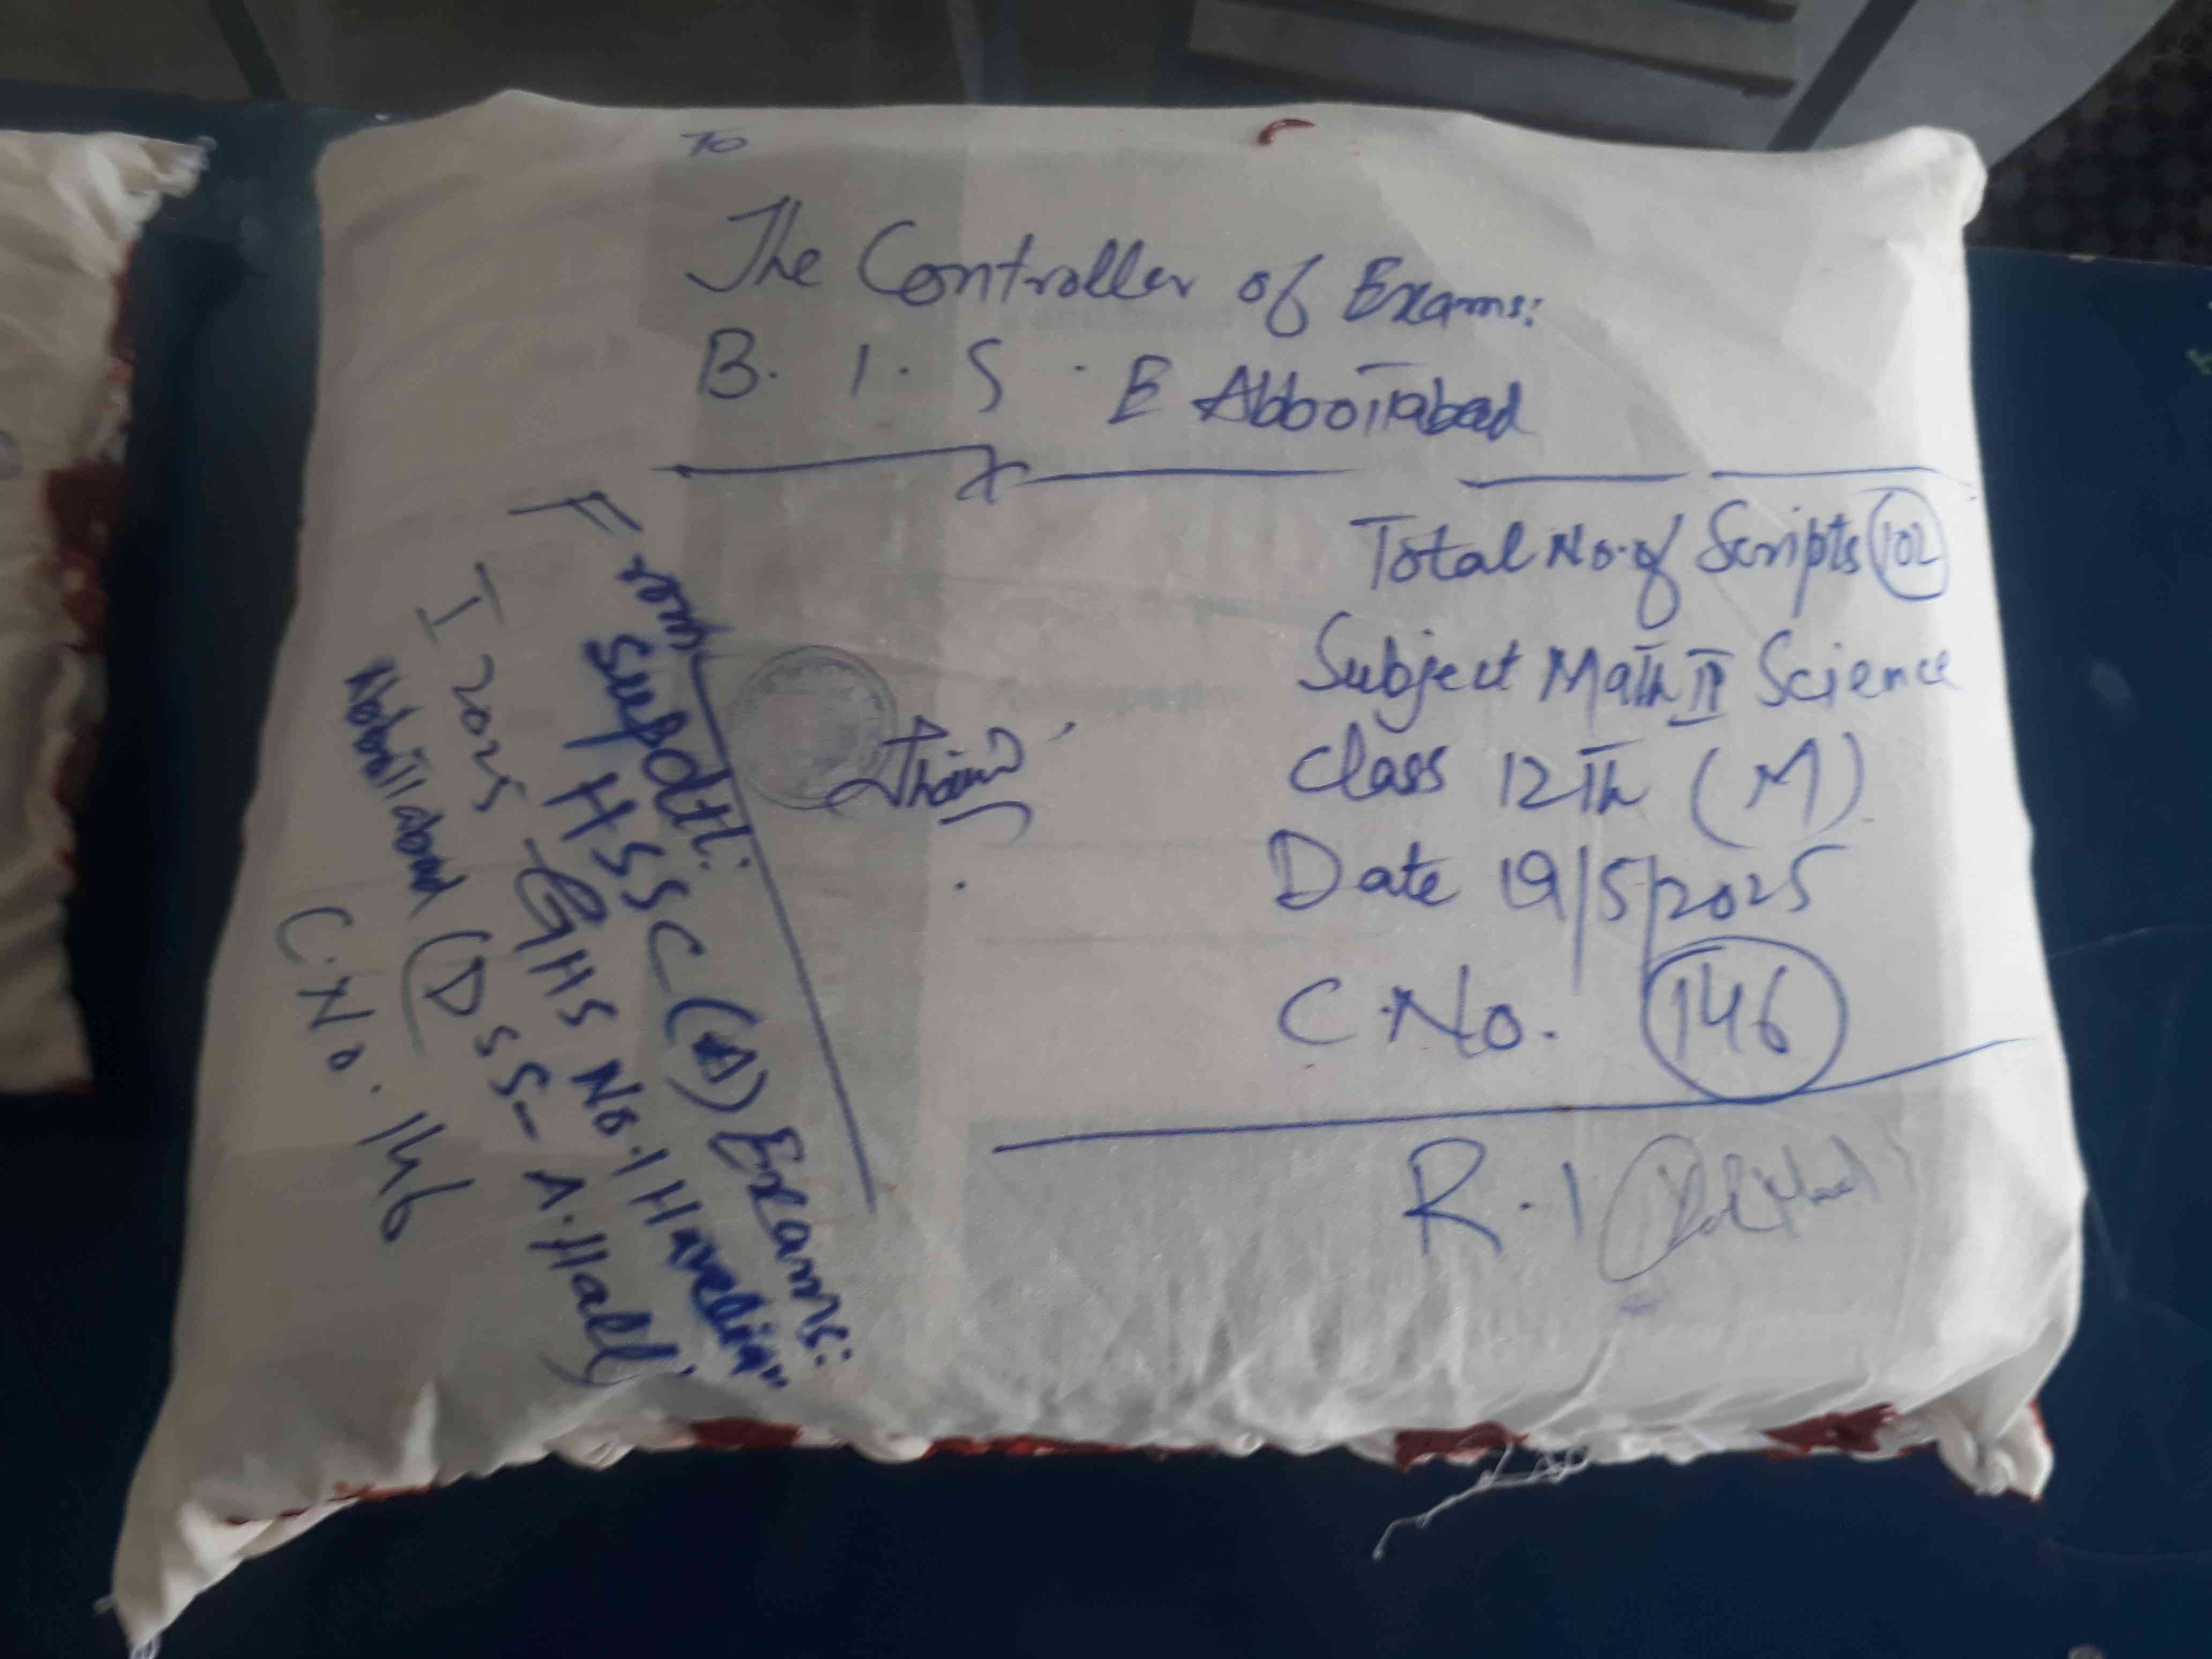 To
The Controller of Exams:
B. I. S. E Abbottabad
Total No. of Scripts 102
Subject Math II Science
Class 12Th (M)
Date 19/5/2025
C.No. 146
R.1
From
Supdtt:
HSSC (A) Exams:
I 2025 GHS No.1 Havelian
(DSS- A.Hall)
C.No. 146